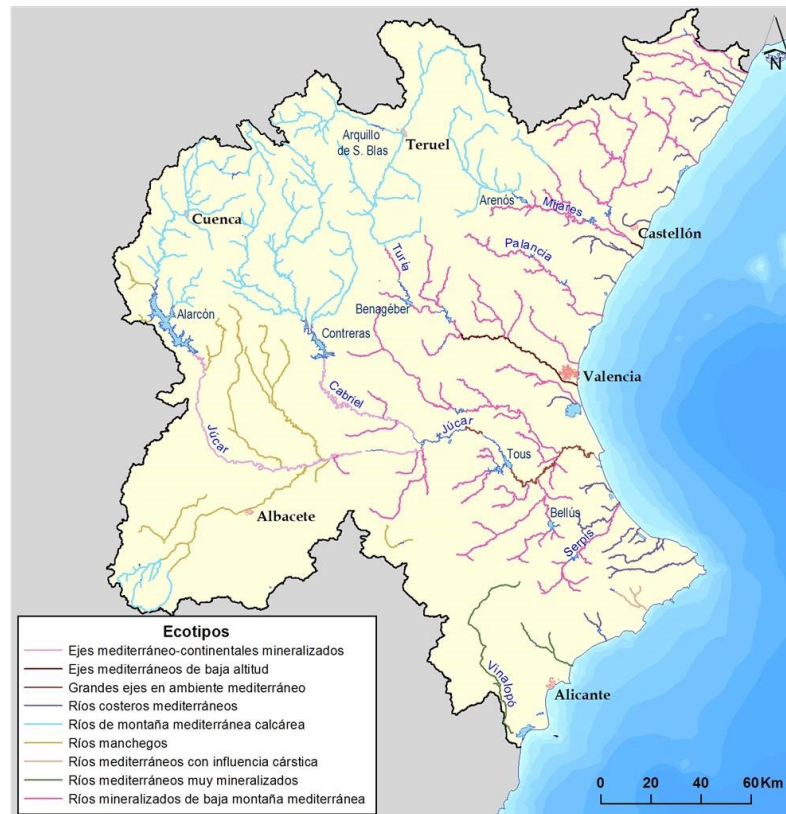 N
Arquillo
de S. Blas
Teruel
Arenós
Mijares
Cuenca
Castellón
Turia
Palancia
Alarcón
Benagéber
Contreras
Valencia
Cabriel
Júcar
Júcar
Tous
Albacete
Bellús
Serpis
Vinalopó
Alicante
Ecotipos
Ejes mediterráneo-continentales mineralizados
Ejes mediterráneos de baja altitud
Grandes ejes en ambiente mediterráneo
Ríos costeros mediterráneos
Ríos de montaña mediterránea calcárea
Ríos manchegos
Ríos mediterráneos con influencia cárstica
Ríos mediterráneos muy mineralizados
Ríos mineralizados de baja montaña mediterránea
0 20 40 60 Km